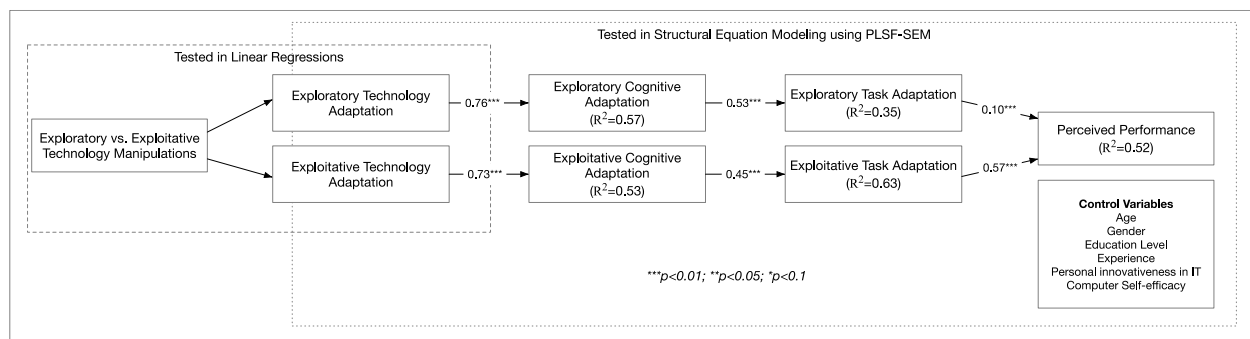 Tested in Structural Equation Modeling using PLSF-SEM
Tested in Linear Regressions
Exploratory vs. Exploitative
Technology Manipulations
Exploratory Technology
Adaptation
0.76***
Exploratory Cognitive
Adaptation
(R²=0.57)
0.53***
Exploratory Task Adaptation
(R²=0.35)
0.10***
Exploitative Technology
Adaptation
0.73***
Exploitative Cognitive
Adaptation
(R²=0.53)
0.45***
Exploitative Task Adaptation
(R²=0.63)
0.57***
Perceived Performance
(R²=0.52)
Control Variables
Age
Gender
Education Level
Experience
Personal innovativeness in IT
Computer Self-efficacy
***p<0.01; **p<0.05; *p<0.1